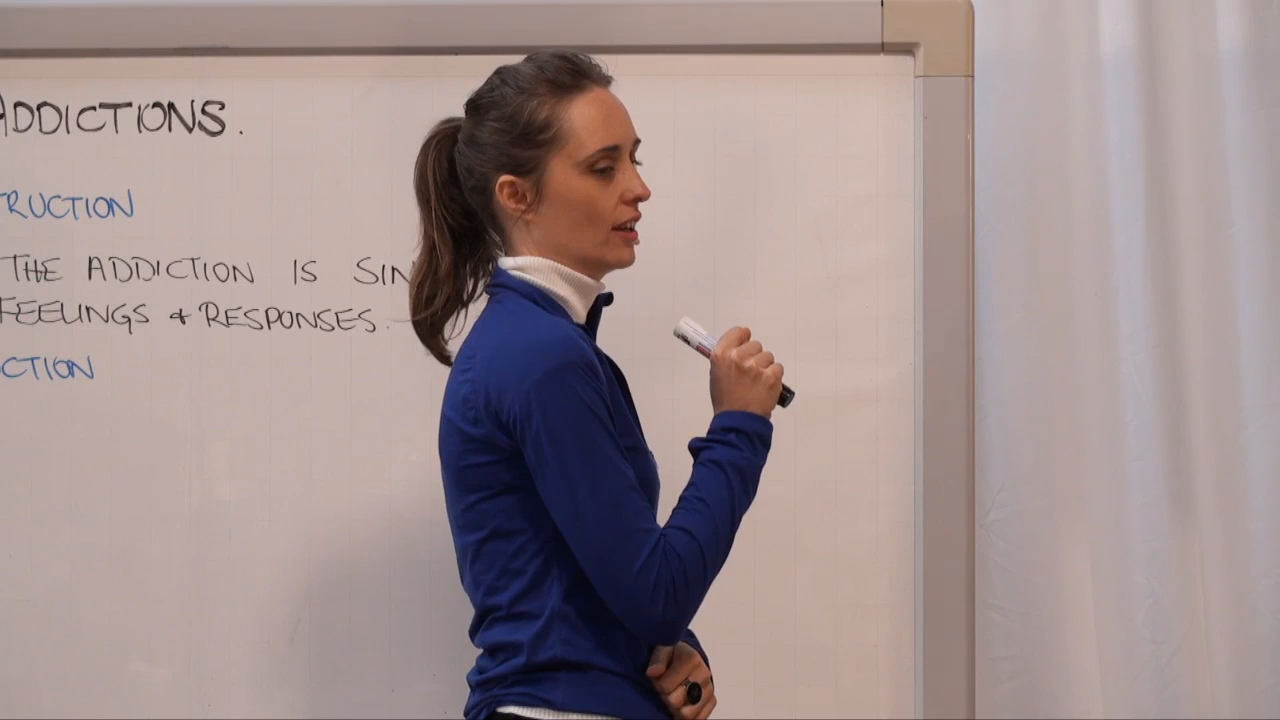 ADDICTIONS.
RUCTION
THE ADDICTION IS SIN
FEELINGS & RESPONSES.
CTION